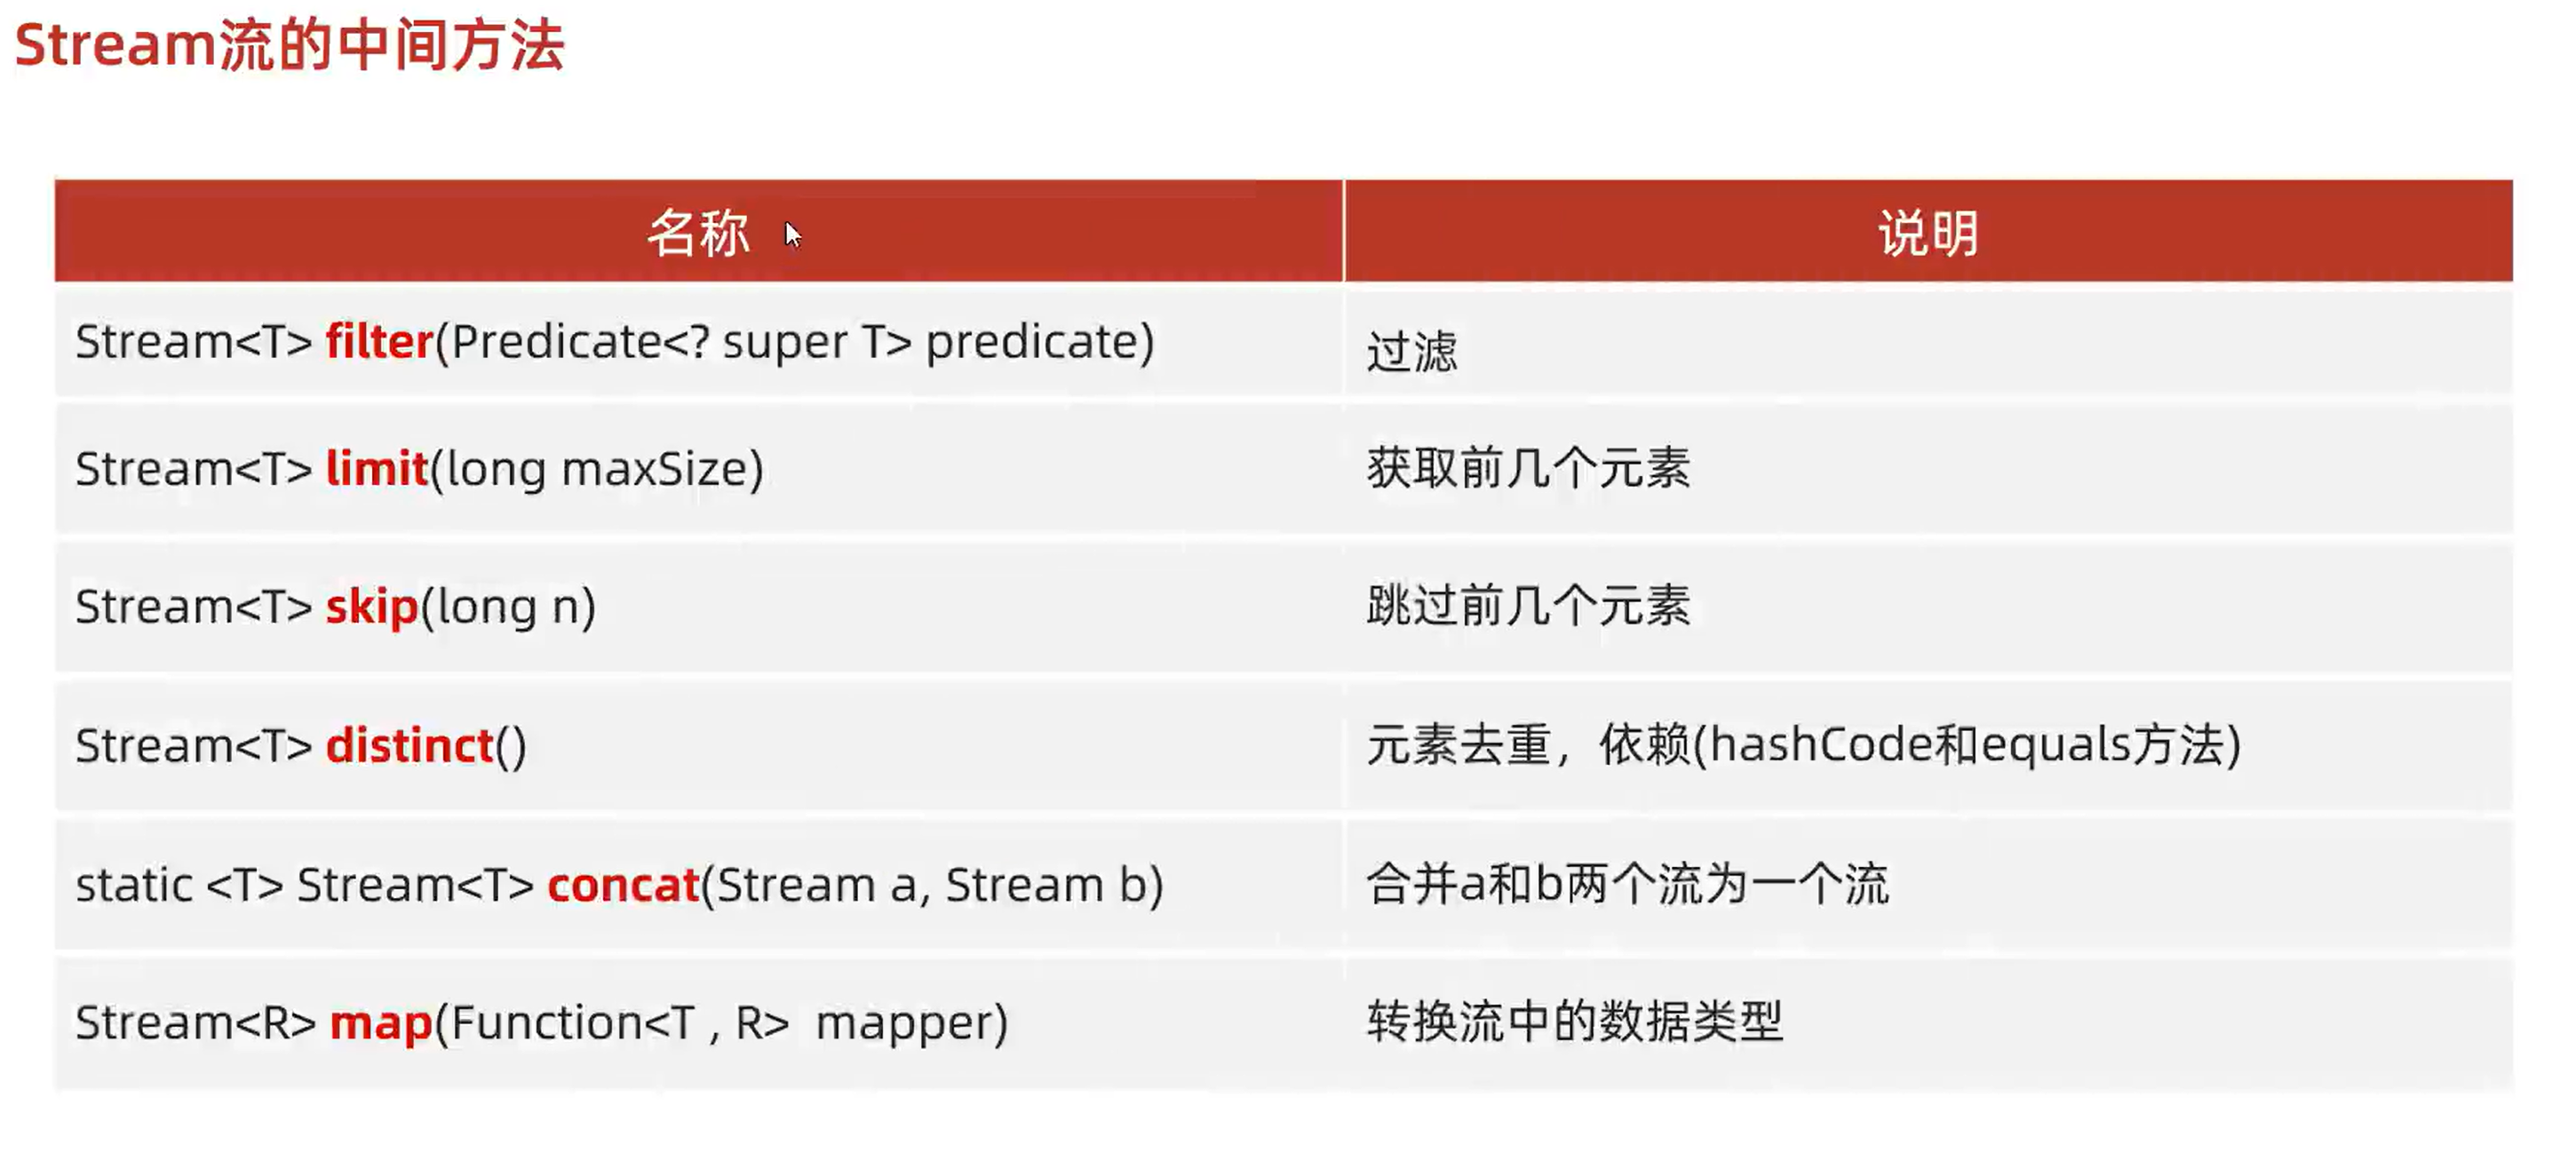 Stream流的中间方法
名称 说明
Stream<T> filter(Predicate<? super T> predicate) 过滤
Stream<T> limit(long maxSize) 获取前几个元素
Stream<T> skip(long n) 跳过前几个元素
Stream<T> distinct() 元素去重，依赖(hashCode和equals方法)
static <T> Stream<T> concat(Stream a, Stream b) 合并a和b两个流为一个流
Stream<R> map(Function<T , R>  mapper) 转换流中的数据类型